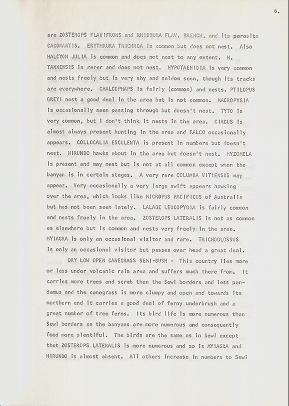 6.
are ZOSTEROPS FLAVIFRONS and RHIPIDURA FLAV. BRENCH. and its parasite
CACOMANTIS. ERYTHRURA TRICHROA is common but does not nest. Also
HALCYON JULIA is common and does not nest to any extent. H.
TANNENSIS is rarer and does not nest. HYPOTAENIDIA is very common
and nests freely but is very shy and seldom seen, though its tracks
are everywhere. CHALCOPHAPS is fairly (common) and nests. PTILOPUS
GREYI nest a good deal in the area but is not common. MACROPYGIA
is occasionally seen passing through but doesn't nest. TYTO is
very common, but I don't think it nests in the area. CIRCUS is
almost always present hunting in the area and FALCO occasionally
appears. COLLOCALIA ESCULENTA is present in numbers but doesn't
nest. HIRUNDO hawks about in the area but doesn't nest. MYZOMELA
is present and may nest but is not at all common except when the
banyan is in certain stages. A very rare COLUMBA VITIENSIS may
appear. Very occasionally a very large swift appears hawking
over the area, which looks like MICROPUS PACIFICUS of Australia
but has not been seen lately. LALAGE LEUCOPYGIA is fairly common
and nests freely in the area. ZOSTEROPS LATERALIS is not as common
as elsewhere but is common and nests very freely in the area.
MYIAGRA is only an occasional visitor and rare. TRICHOGLOSSUS
is only an occasional visitor but passes over head a great deal.
DRY LOW OPEN CANEGRASS SEMI-BUSH - This country lies more
or less under volcanic rain area and suffers much there from. It
carries more trees and scrub than the Sewl borders and less pan-
damus and the canegrass is more clumpy and open and towards its
northern end it carries a good deal of ferny underbrush and a
great number of tree ferns. Its bird life is more numerous than
Sewl borders as the banyans are more numerous and consequently
feed more plentiful. The birds are the same as in Sewl except
that ZOSTEROPS LATERALIS is more numerous and so is MYIAGRA and
HIRUNDO is almost absent. All others increase in numbers to Sewl